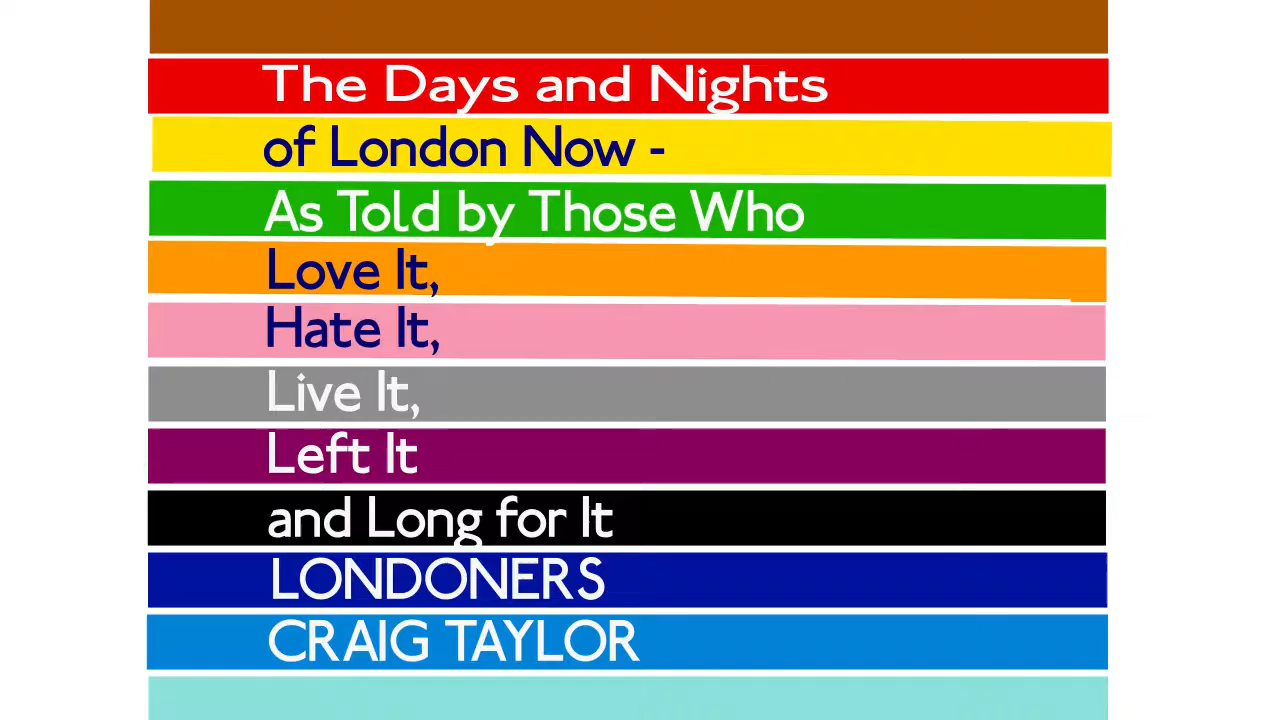 The Days and Nights
of London Now -
As Told by Those Who
Love It,
Hate It,
Live It,
Left It
and Long for It
LONDONERS
CRAIG TAYLOR